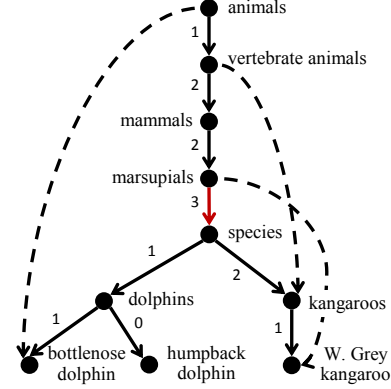 animals
1
vertebrate animals
2
mammals
2
marsupials
3
species
1
2
dolphins
kangaroos
1
0
1
bottlenose
dolphin
humpback
dolphin
W. Grey
kangaroo